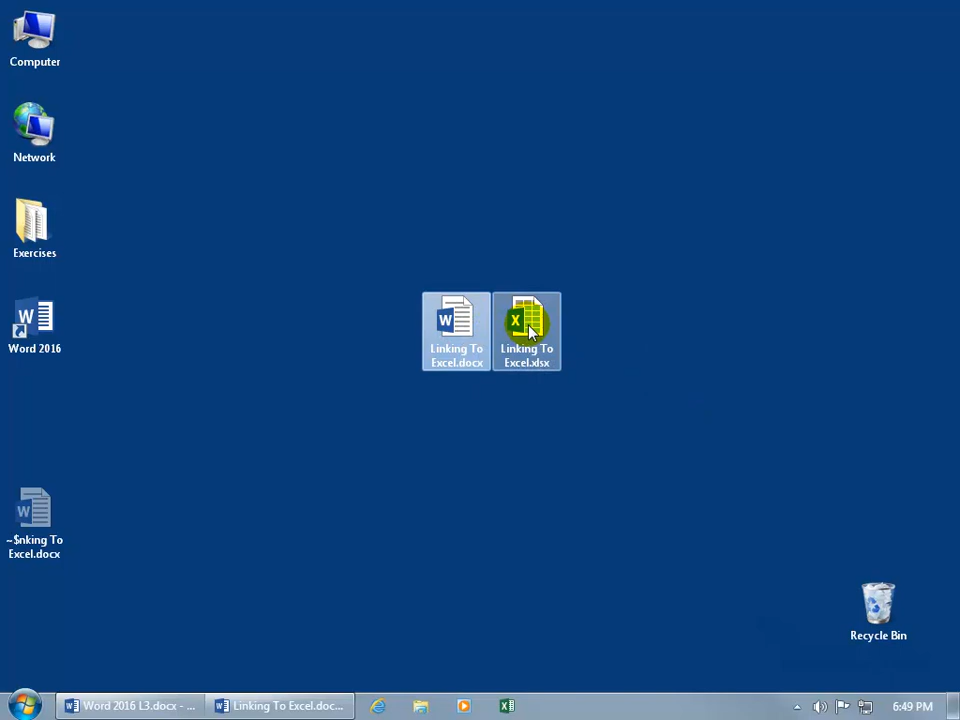 Computer
Network
Exercises
W
Word 2016
W
Linking To
Excel.docx
X
Linking To
Excel.xlsx
W
~$nking To
Excel.docx
Recycle Bin
W Word 2016 L3.docx - ...
W Linking To Excel.doc...
X
6:49 PM